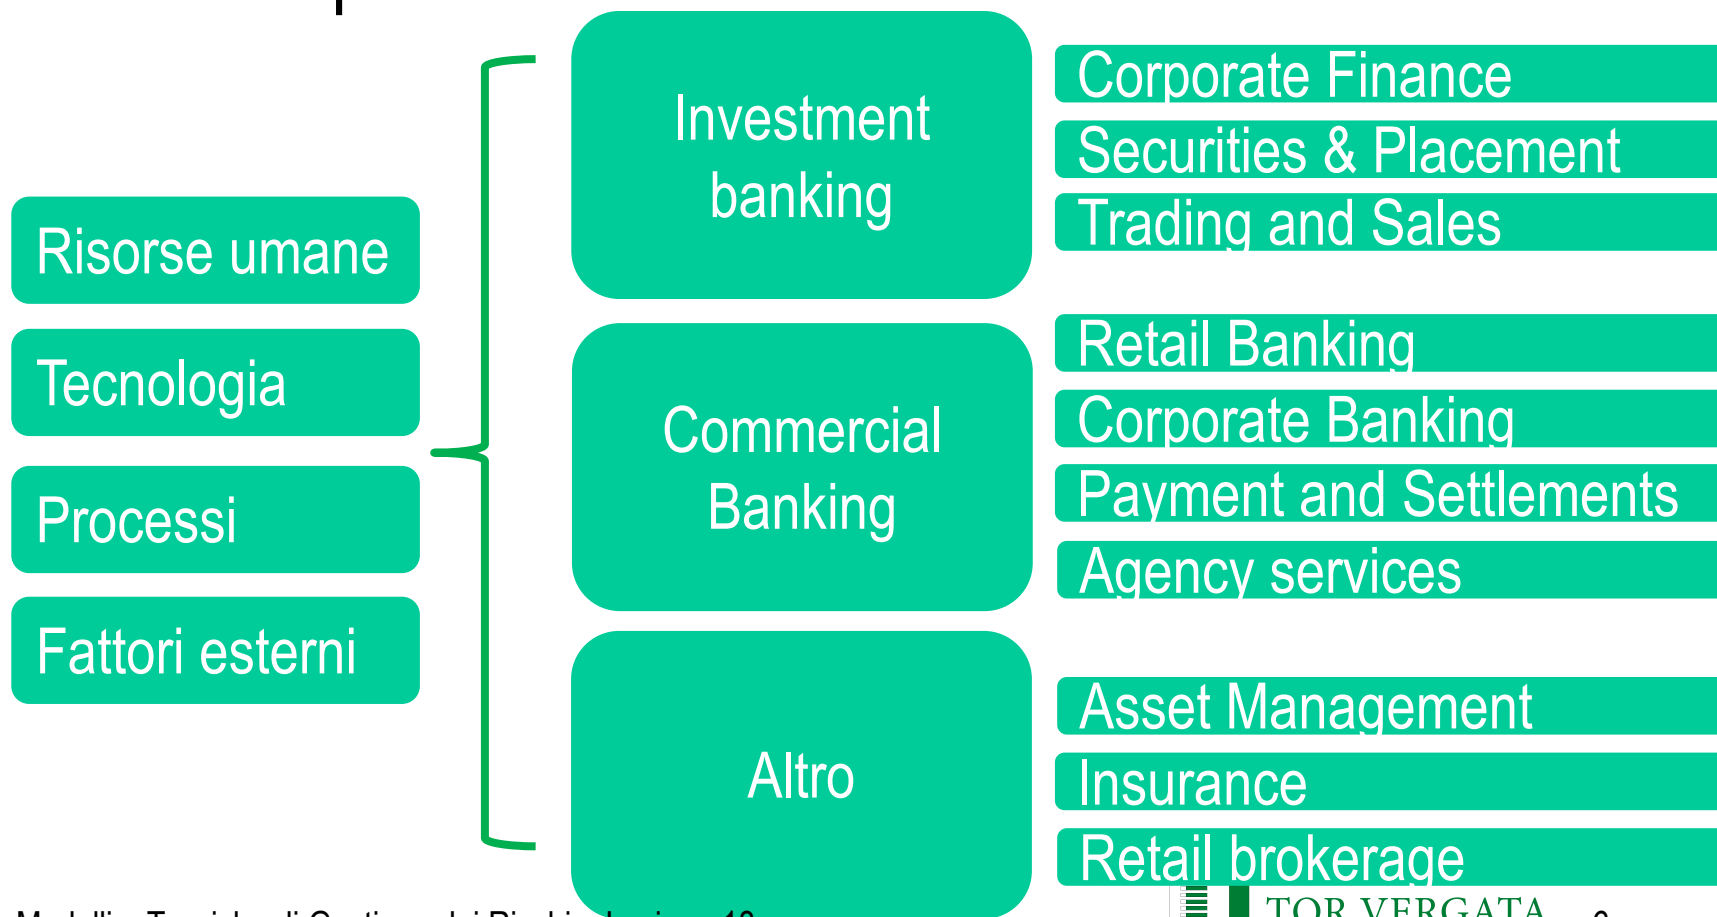 Risorse umane
Tecnologia
Processi
Fattori esterni
Investment
banking
Commercial
Banking
Altro
Corporate Finance
Securities & Placement
Trading and Sales
Retail Banking
Corporate Banking
Payment and Settlements
Agency services
Asset Management
Insurance
Retail brokerage
TOR VERGATA